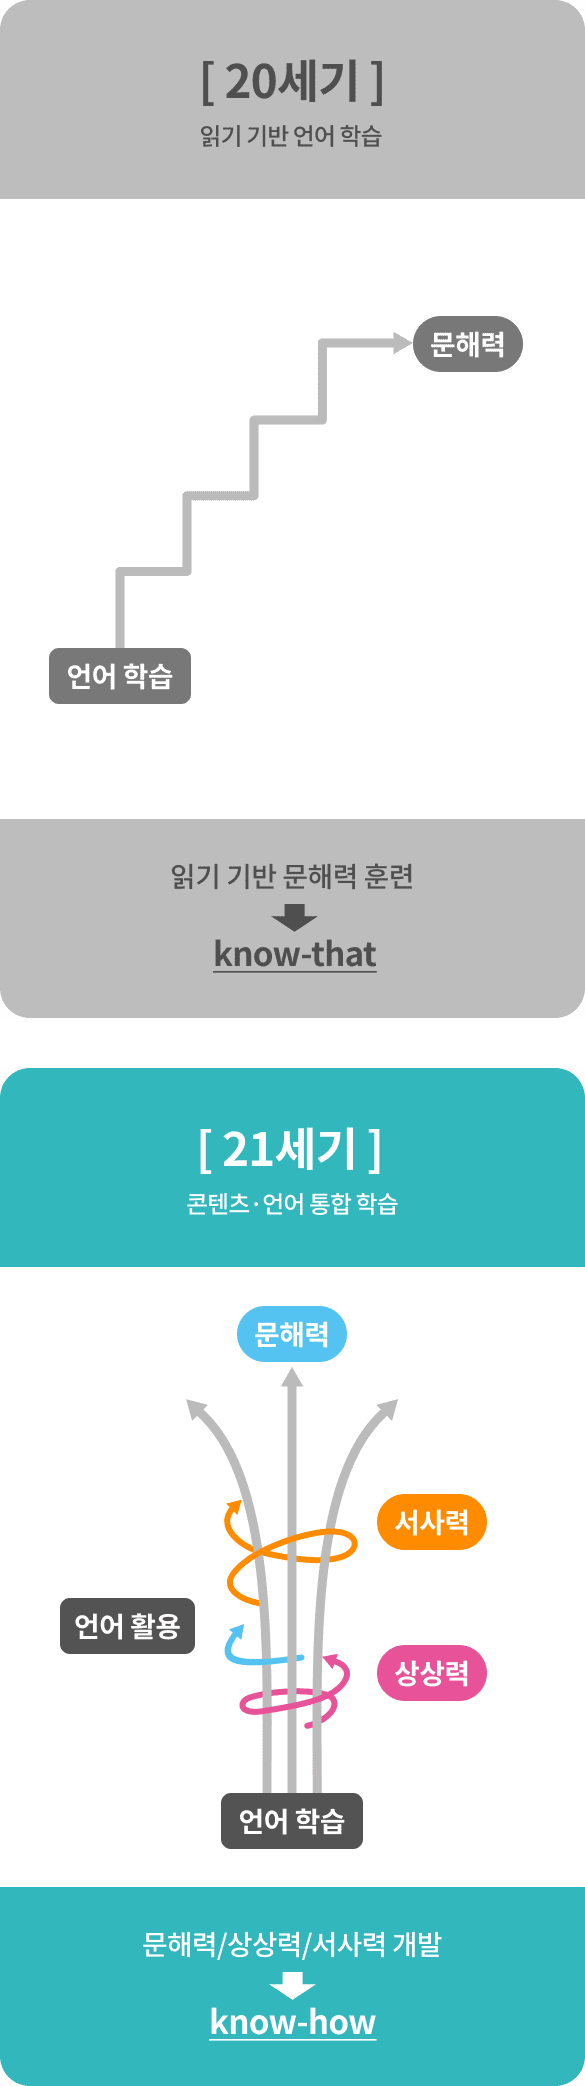 [ 20세기 ]
읽기 기반 언어 학습
문해력
언어 학습
읽기 기반 문해력 훈련
know-that
[ 21세기 ]
콘텐츠·언어 통합 학습
문해력
서사력
언어 활용
상상력
언어 학습
문해력/상상력/서사력 개발
know-how